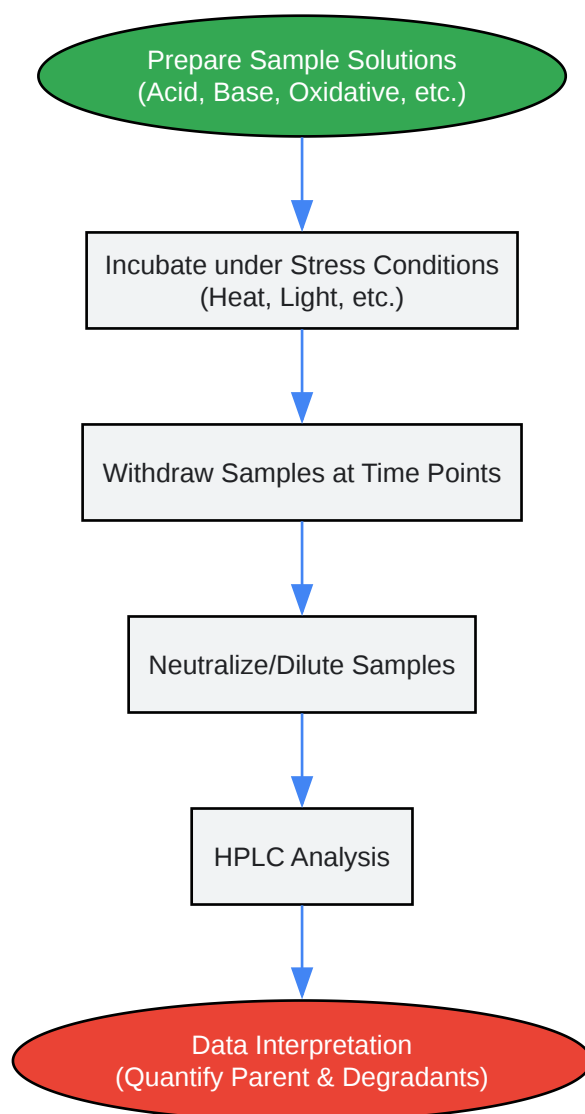 Prepare Sample Solutions
(Acid, Base, Oxidative, etc.)
Incubate under Stress Conditions
(Heat, Light, etc.)
Withdraw Samples at Time Points
Neutralize/Dilute Samples
HPLC Analysis
Data Interpretation
(Quantify Parent & Degradants)